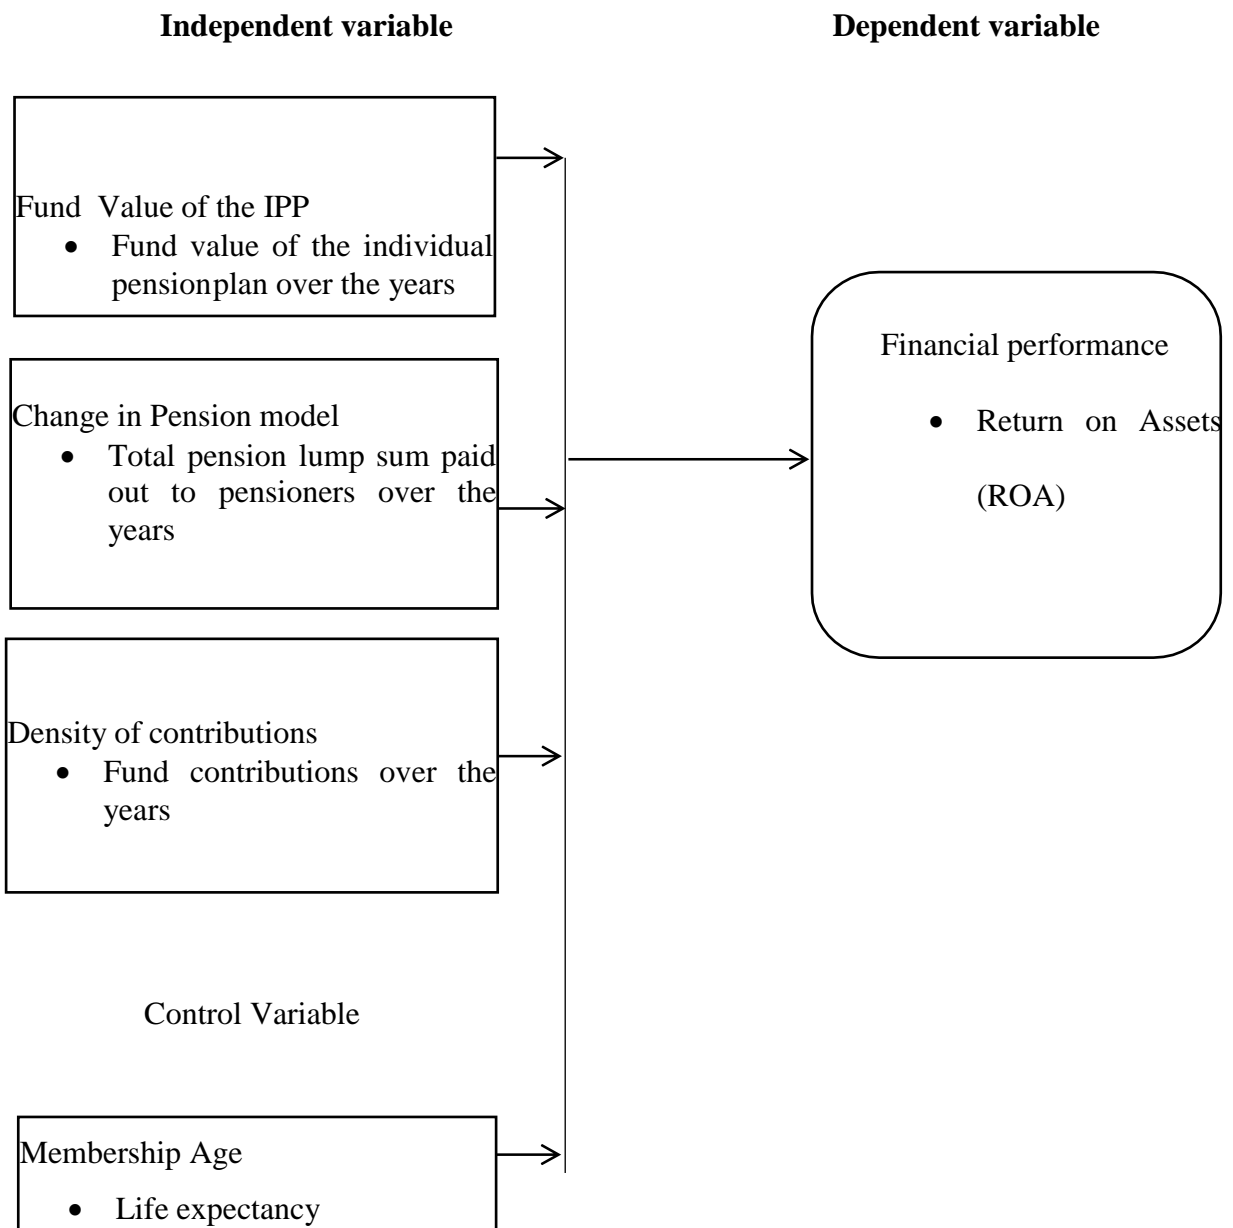 Independent variable
Dependent variable
Fund Value of the IPP
• Fund value of the individual
pensionplan over the years
Change in Pension model
• Total pension lump sum paid
out to pensioners over the
years
Density of contributions
• Fund contributions over the
years
Control Variable
Membership Age
• Life expectancy
Financial performance
• Return on Assets
(ROA)